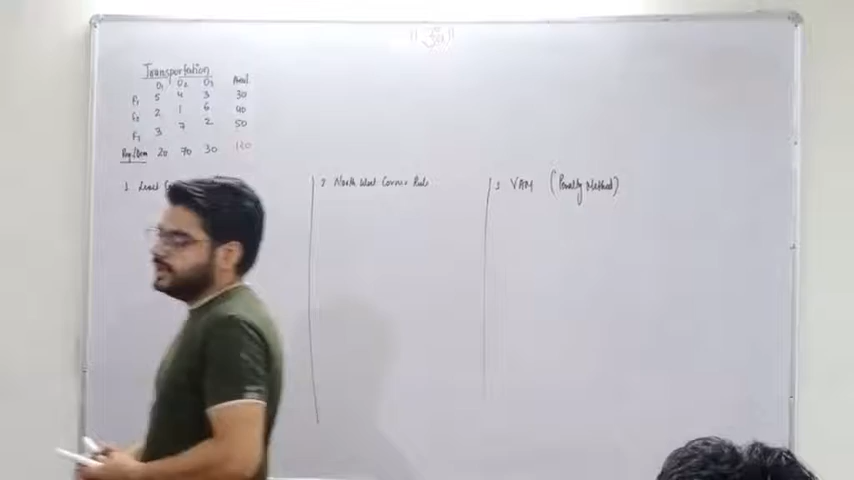 Transportation
D1 D2 D3 Avail
F1 5 4 3 30
F2 2 1 6 40
F3 3 7 2 50
Req/Dem 20 70 30 120
1 Least
2 North West Corner Rule
3 VAM (Penalty Method)